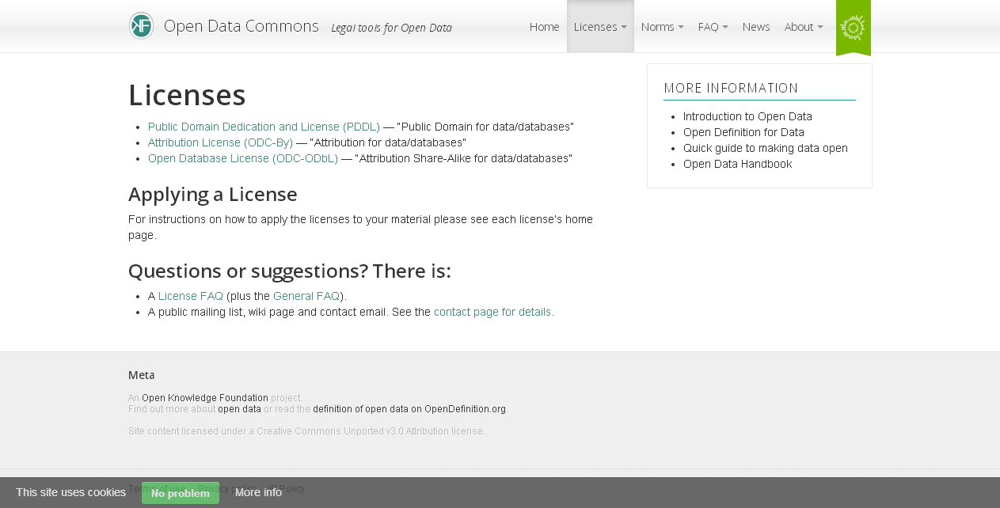 Open Data Commons Legal tools for Open Data Home Licenses Norms FAQ News About
Licenses
Public Domain Dedication and License (PDDL) — "Public Domain for data/databases"
Attribution License (ODC-By) — "Attribution for data/databases"
Open Database License (ODC-ODbL) — "Attribution Share-Alike for data/databases"
Applying a License
For instructions on how to apply the licenses to your material please see each license's home
page.
Questions or suggestions? There is:
A License FAQ (plus the General FAQ).
A public mailing list, wiki page and contact email. See the contact page for details.
MORE INFORMATION
Introduction to Open Data
Open Definition for Data
Quick guide to making data open
Open Data Handbook
Meta
An Open Knowledge Foundation project.
Find out more about open data or read the definition of open data on OpenDefinition.org.
Site content licensed under a Creative Commons Unported v3.0 Attribution license.
Terms of use | Privacy policy | IP Policy
This site uses cookies No problem More info